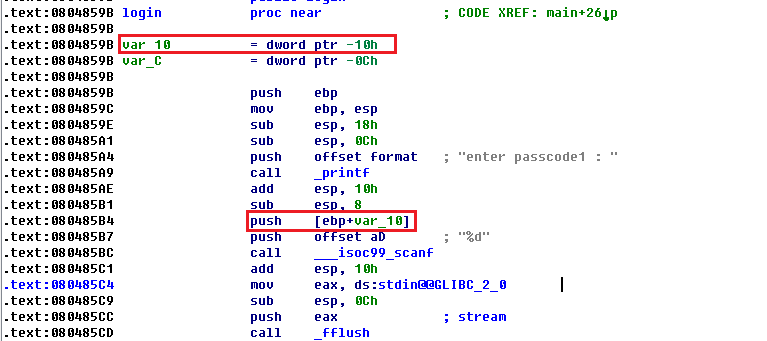 .text:0804859B login proc near ; CODE XREF: main+26↓p
.text:0804859B
.text:0804859B var_10 = dword ptr -10h
.text:0804859B var_C = dword ptr -0Ch
.text:0804859B
.text:0804859B push ebp
.text:0804859C mov ebp, esp
.text:0804859E sub esp, 18h
.text:080485A1 sub esp, 0Ch
.text:080485A4 push offset format ; "enter passcode1 : "
.text:080485A9 call _printf
.text:080485AE add esp, 10h
.text:080485B1 sub esp, 8
.text:080485B4 push [ebp+var_10]
.text:080485B7 push offset aD ; "%d"
.text:080485BC call ___isoc99_scanf
.text:080485C1 add esp, 10h
.text:080485C4 mov eax, ds:stdin@@GLIBC_2_0
.text:080485C9 sub esp, 0Ch
.text:080485CC push eax ; stream
.text:080485CD call _fflush